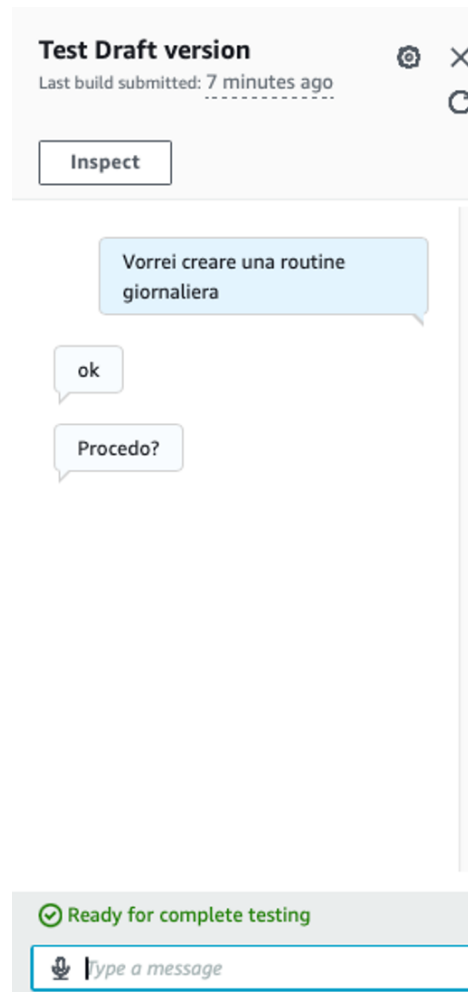 Test Draft version
Last build submitted: 7 minutes ago
Inspect
Vorrei creare una routine
giornaliera
ok
Procedo?
Ready for complete testing
Type a message